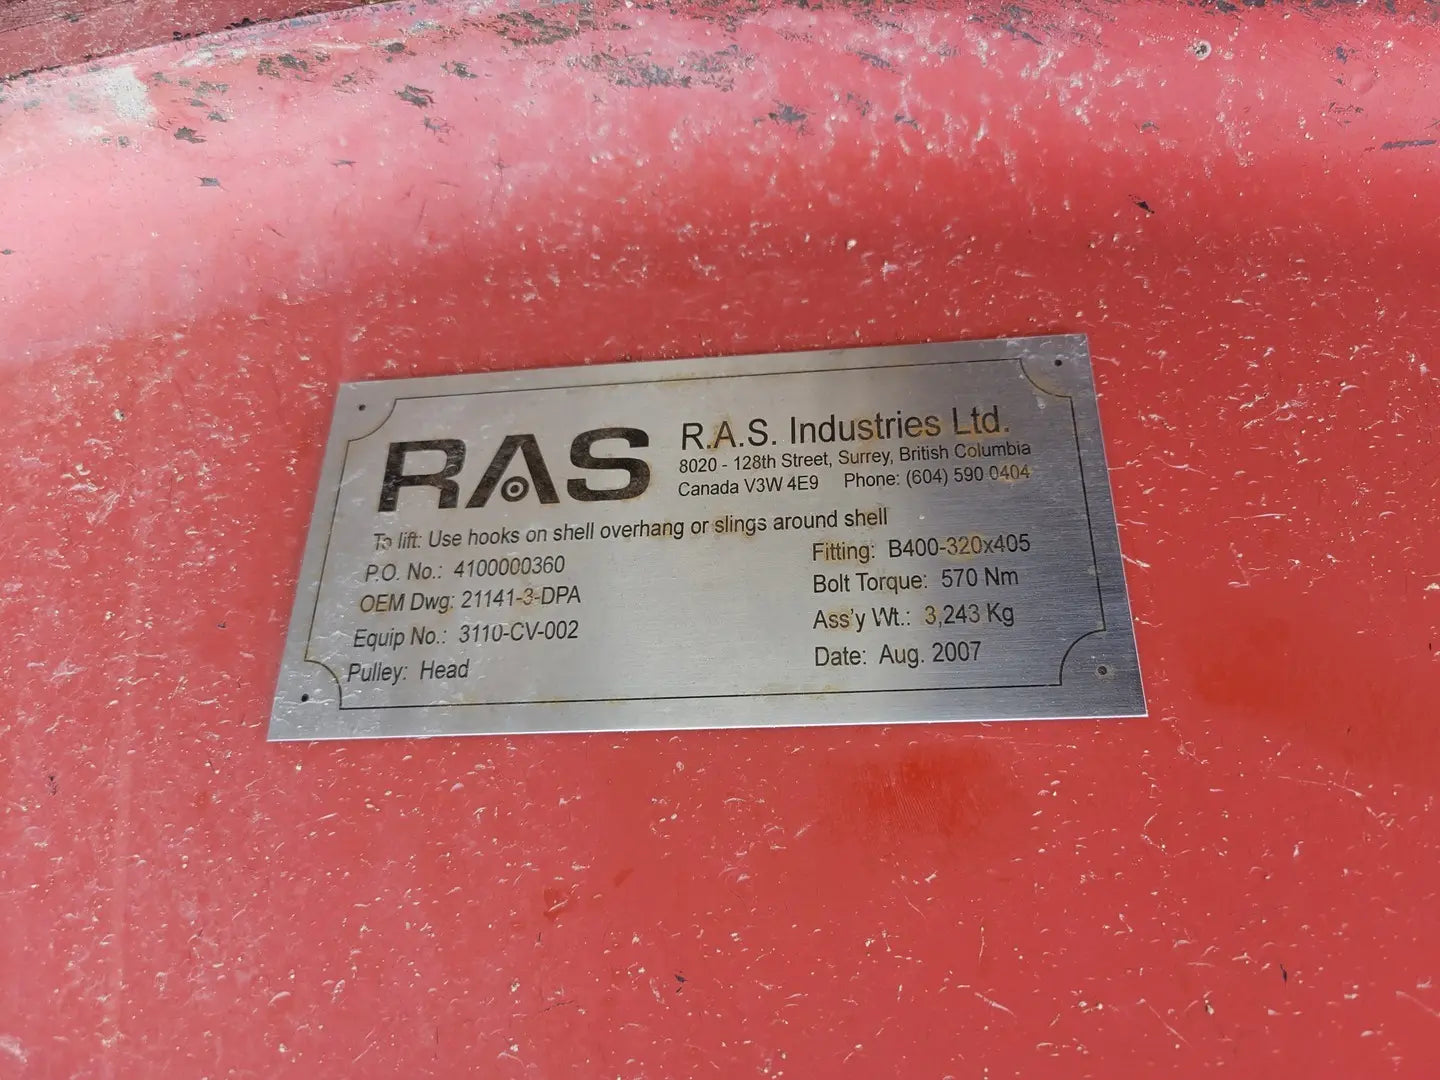 RAS
R.A.S. Industries Ltd.
8020 - 128th Street, Surrey, British Columbia
Canada V3W 4E9 Phone: (604) 590 0404
To lift: Use hooks on shell overhang or slings around shell
P.O. No.: 4100000360
OEM Dwg: 21141-3-DPA
Equip No.: 3110-CV-002
Pulley: Head
Fitting: B400-320x405
Bolt Torque: 570 Nm
Ass'y Wt.: 3,243 Kg
Date: Aug. 2007